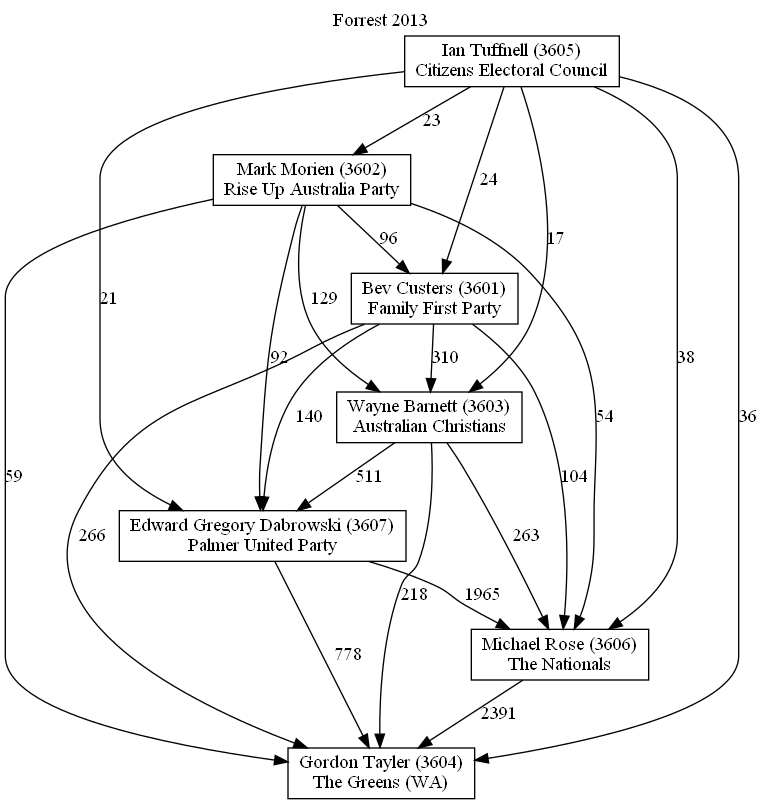 Forrest 2013
Ian Tuffnell (3605)
Citizens Electoral Council
23
Mark Morien (3602)
Rise Up Australia Party
24
96
17
Bev Custers (3601)
Family First Party
21
129
92
310
38
Wayne Barnett (3603)
Australian Christians
140
54
36
59
511
104
Edward Gregory Dabrowski (3607)
Palmer United Party
266
263
218
1965
Michael Rose (3606)
The Nationals
778
2391
Gordon Tayler (3604)
The Greens (WA)